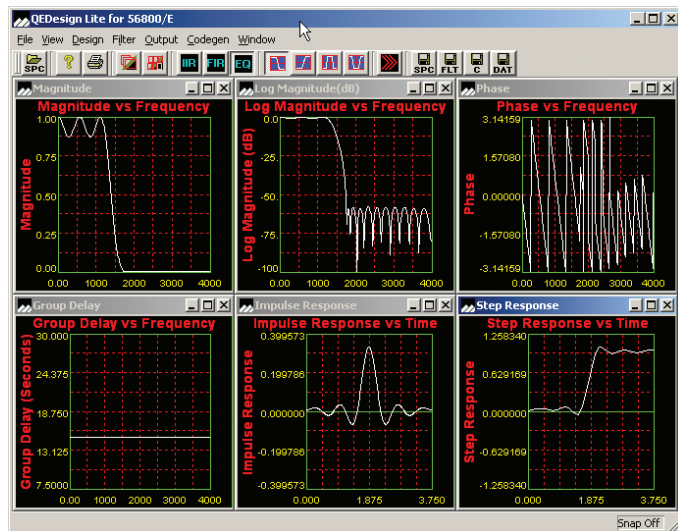 QEDesign Lite for 56800/E
File View Design Filter Output Codegen Window
SPC ? IIR FIR EQ SPC FLT C DAT
Magnitude
Magnitude vs Frequency
1.00
0.75
0.50
0.25
0.00
Magnitude
0.00 1000 2000 3000 4000
Log Magnitude(dB)
Log Magnitude vs Frequency
0.0
-25.
-50.
-75.
-100
Log Magnitude (dB)
0.00 1000 2000 3000 4000
Phase
Phase vs Frequency
3.14159
1.57080
0.00000
-1.57080
-3.14159
Phase
0.00 1000 2000 3000 4000
Group Delay
Group Delay vs Frequency
30.000
24.375
18.750
13.125
7.5000
Group Delay (Seconds)
0.00 1000 2000 3000 4000
Impulse Response
Impulse Response vs Time
0.399573
0.199786
0.000000
-0.199786
-0.399573
Impulse Response
0.000 1.875 3.750
Step Response
Step Response vs Time
1.258340
0.629169
0.000000
-0.629169
-1.258340
Step Response
0.000 1.875 3.750
Snap Off